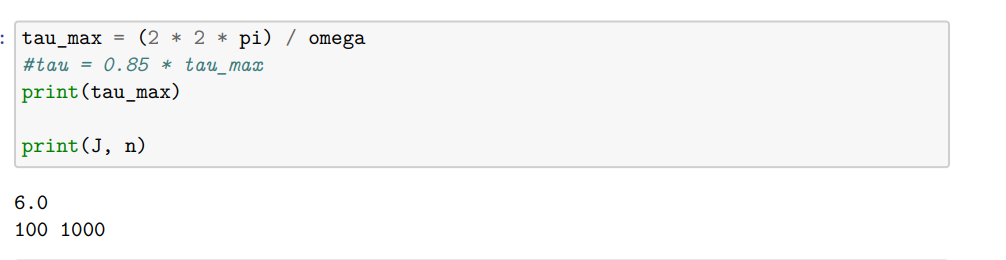 :
tau_max = (2 * 2 * pi) / omega
#tau = 0.85 * tau_max
print(tau_max)
print(J, n)
6.0
100 1000